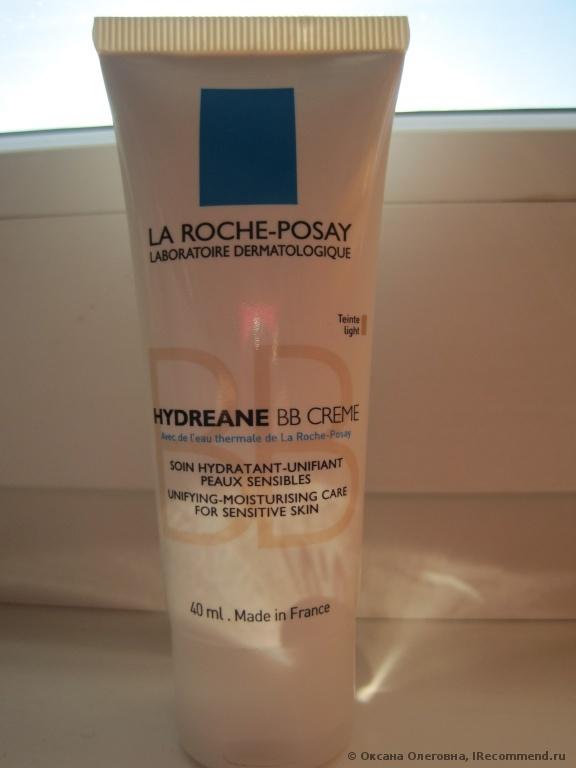 LA ROCHE-POSAY
LABORATOIRE DERMATOLOGIQUE
Teinte
light
BB
HYDREANE BB CREME
Avec de l'eau thermale de La Roche-Posay
SOIN HYDRATANT-UNIFIANT
PEAUX SENSIBLES
UNIFYING-MOISTURISING CARE
FOR SENSITIVE SKIN
BB
40 ml . Made in France
© Оксана Олеговна, IRecommend.ru